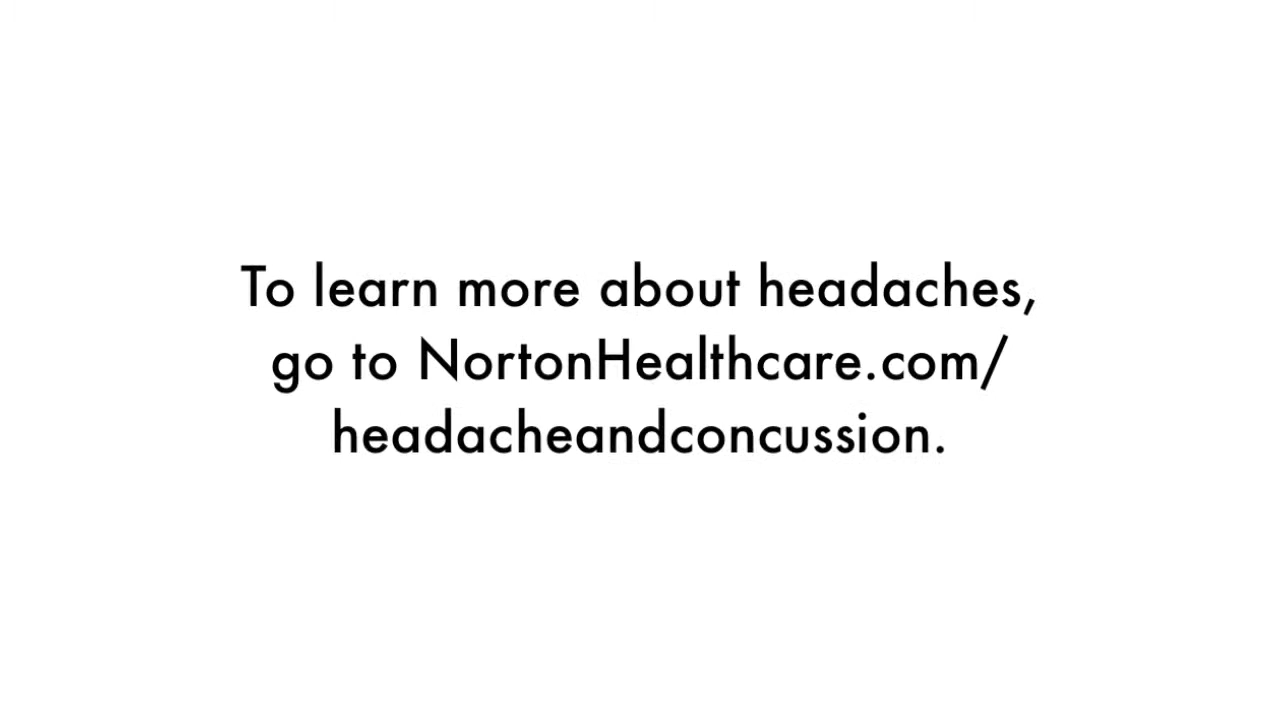 To learn more about headaches,
go to NortonHealthcare.com/
headacheandconcussion.